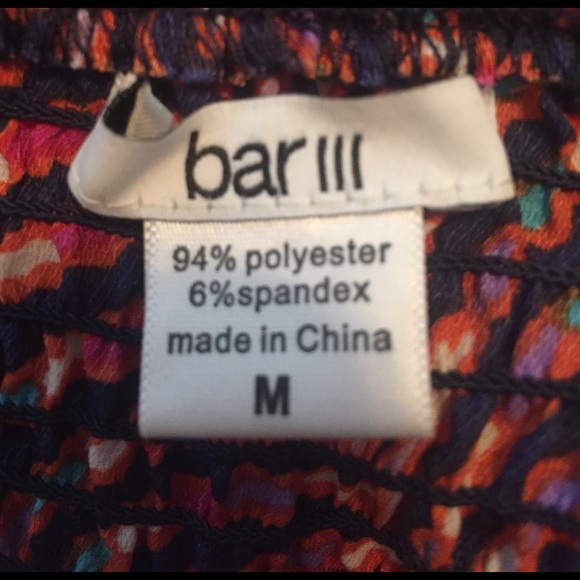 bar III
94% polyester
6%spandex
made in China
M